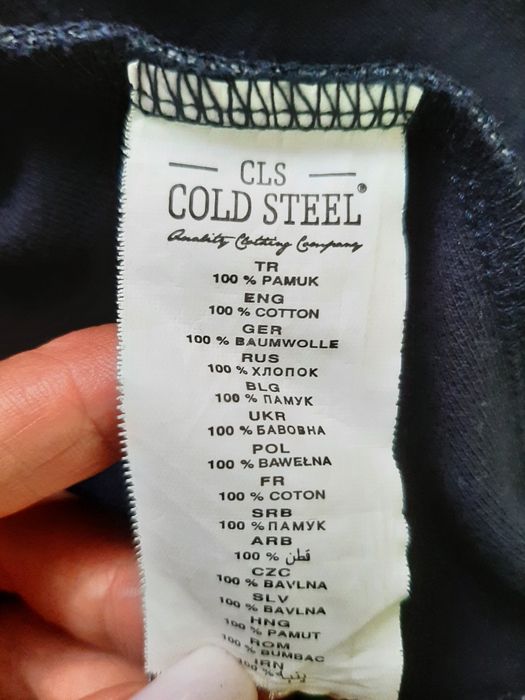 CLS
COLD STEEL®
Quality Clothing Company
TR
100 % PAMUK
ENG
100 % COTTON
GER
100 % BAUMWOLLE
RUS
100 % ХЛОПОК
BLG
100 % ПАМУК
UKR
100 % БАВОВНА
POL
100 % BAWEŁNA
FR
100 % COTON
SRB
100 % ПАМУК
ARB
100 % قطن
CZC
100 % BAVLNA
SLV
100 % BAVLNA
HNG
100 % PAMUT
ROM
100 % BUMBAC
IRN
100 % پنبه